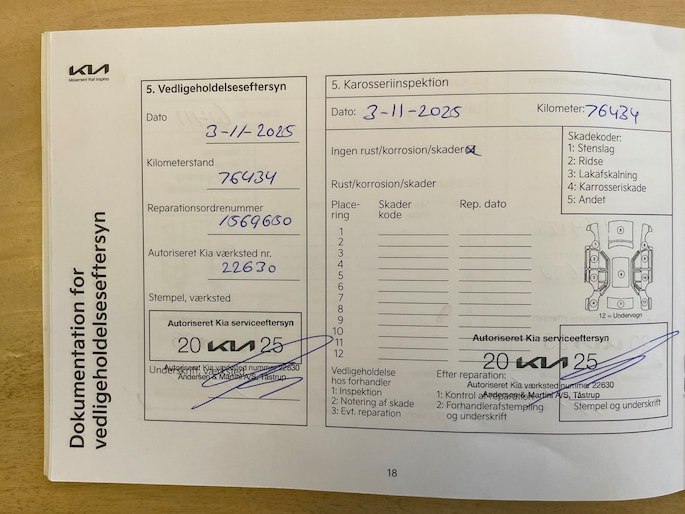 KIA
Movement that inspires
Dokumentation for
vedligeholdelseseftersyn
5. Vedligeholdelseseftersyn
Dato
3-11-2025
Kilometerstand
76434
Reparationsordrenummer
1569650
Autoriseret Kia værksted nr.
22630
Stempel, værksted
Autoriseret Kia serviceeftersyn
20 KIA 25
Autoriseret Kia værksted nummer 22630
Underskrift, værksted
Andersen & Martini A/S, Tåstrup
5. Karosseriinspektion
Dato: 3-11-2025
Kilometer: 76434
Ingen rust/korrosion/skader
Rust/korrosion/skader
Skadekoder:
1: Stenslag
2: Ridse
3: Lakafskalning
4: Karrosseriskade
5: Andet
Place-
ring
Skader
kode
Rep. dato
1
2
3
4
5
6
7
8
9
10
11
12
12 = Undervogn
Autoriseret Kia serviceeftersyn
20 KIA 25
Autoriseret Kia værksted nummer 22630
Andersen & Martini A/S, Tåstrup
Vedligeholdelse
hos forhandler
1: Inspektion
2: Notering af skade
3: Evt. reparation
Efter reparation:
1: Kontrol af reparation
2: Forhandlerafstempling
og underskrift
Stempel og underskrift
18